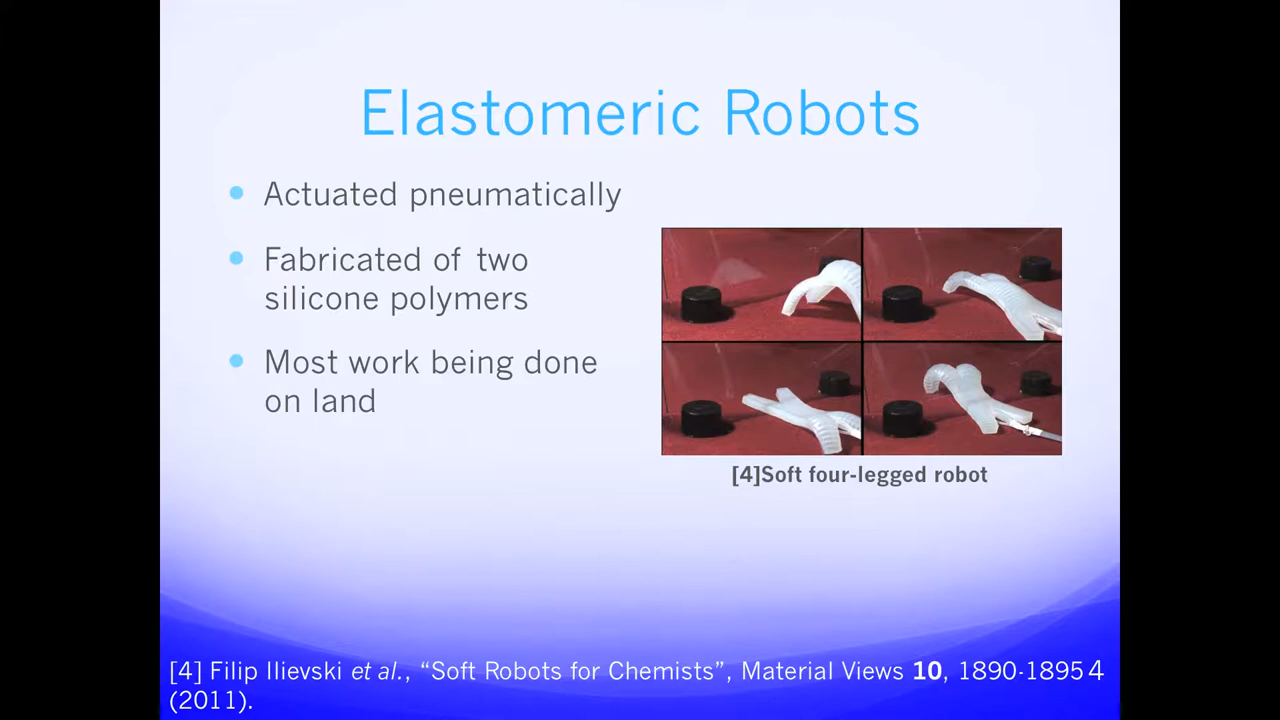 Elastomeric Robots
• Actuated pneumatically
• Fabricated of two
silicone polymers
• Most work being done
on land
[4]Soft four-legged robot
[4] Filip Ilievski et al., “Soft Robots for Chemists”, Material Views 10, 1890-1895 4
(2011).